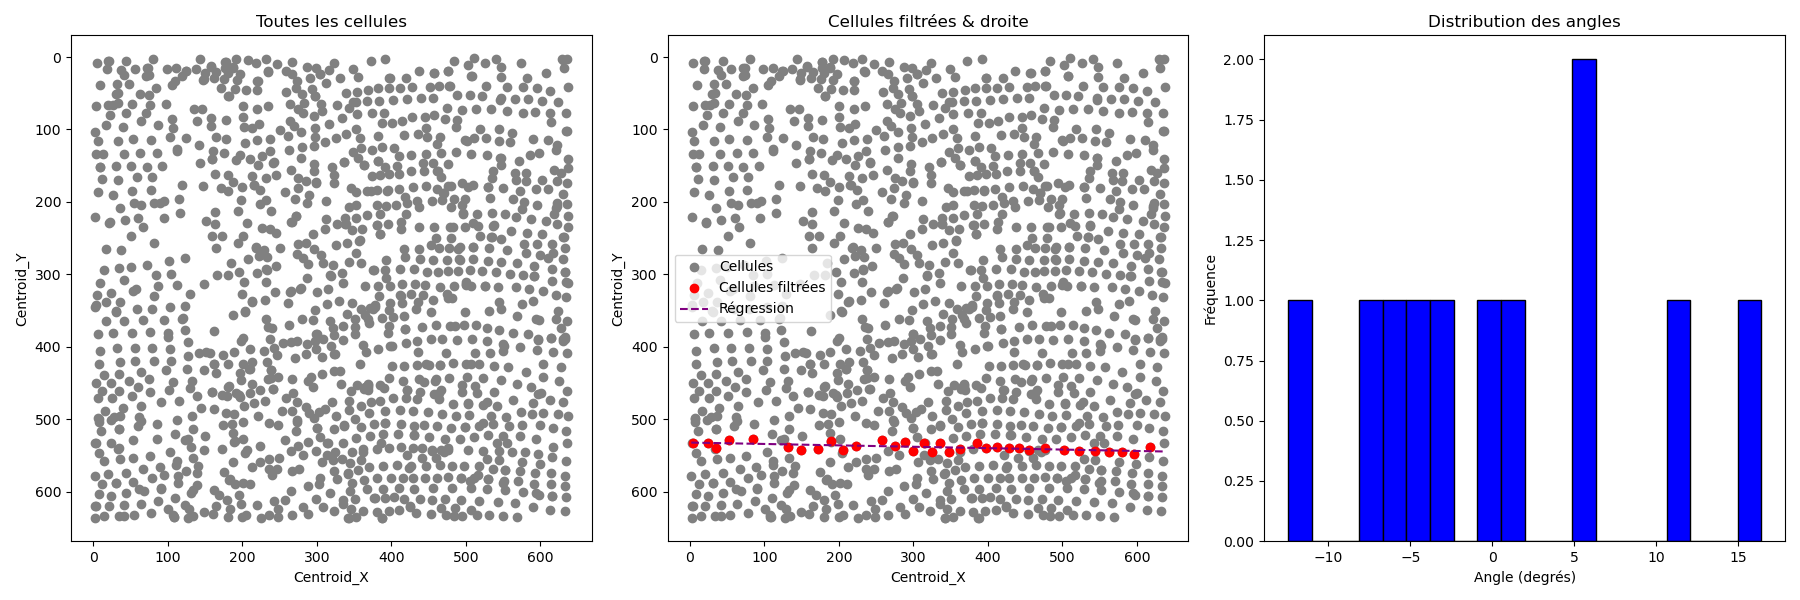 Toutes les cellules
Centroid_Y
0
100
200
300
400
500
600
0 100 200 300 400 500 600
Centroid_X
Cellules filtrées & droite
Centroid_Y
0
100
200
300
400
500
600
Cellules
Cellules filtrées
Régression
0 100 200 300 400 500 600
Centroid_X
Distribution des angles
Fréquence
2.00
1.75
1.50
1.25
1.00
0.75
0.50
0.25
0.00
−10 −5 0 5 10 15
Angle (degrés)